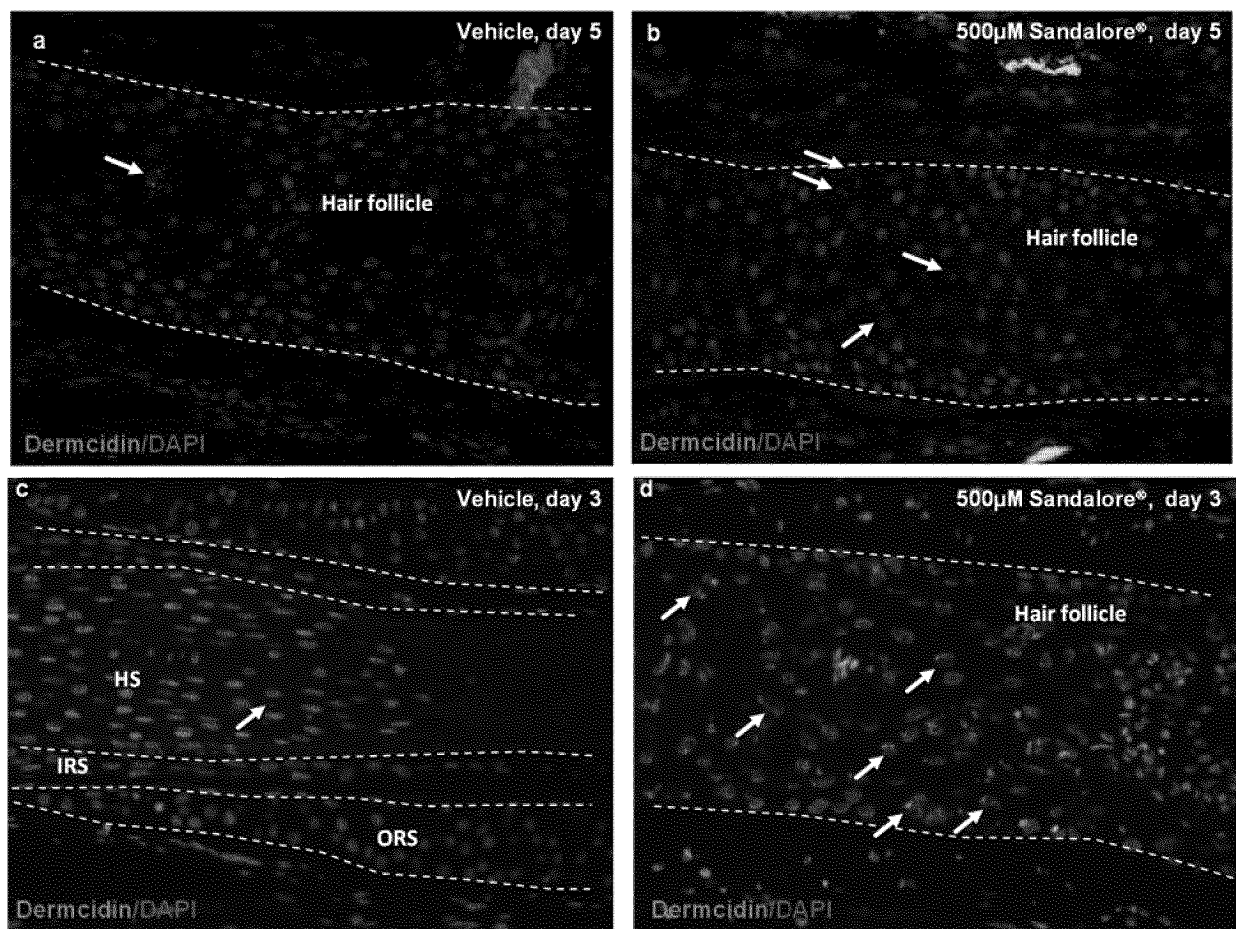 a
Vehicle, day 5
Hair follicle
Dermcidin/DAPI
b
500µM Sandalore®, day 5
Hair follicle
Dermcidin/DAPI
c
Vehicle, day 3
HS
IRS
ORS
Dermcidin/DAPI
d
500µM Sandalore®, day 3
Hair follicle
Dermcidin/DAPI